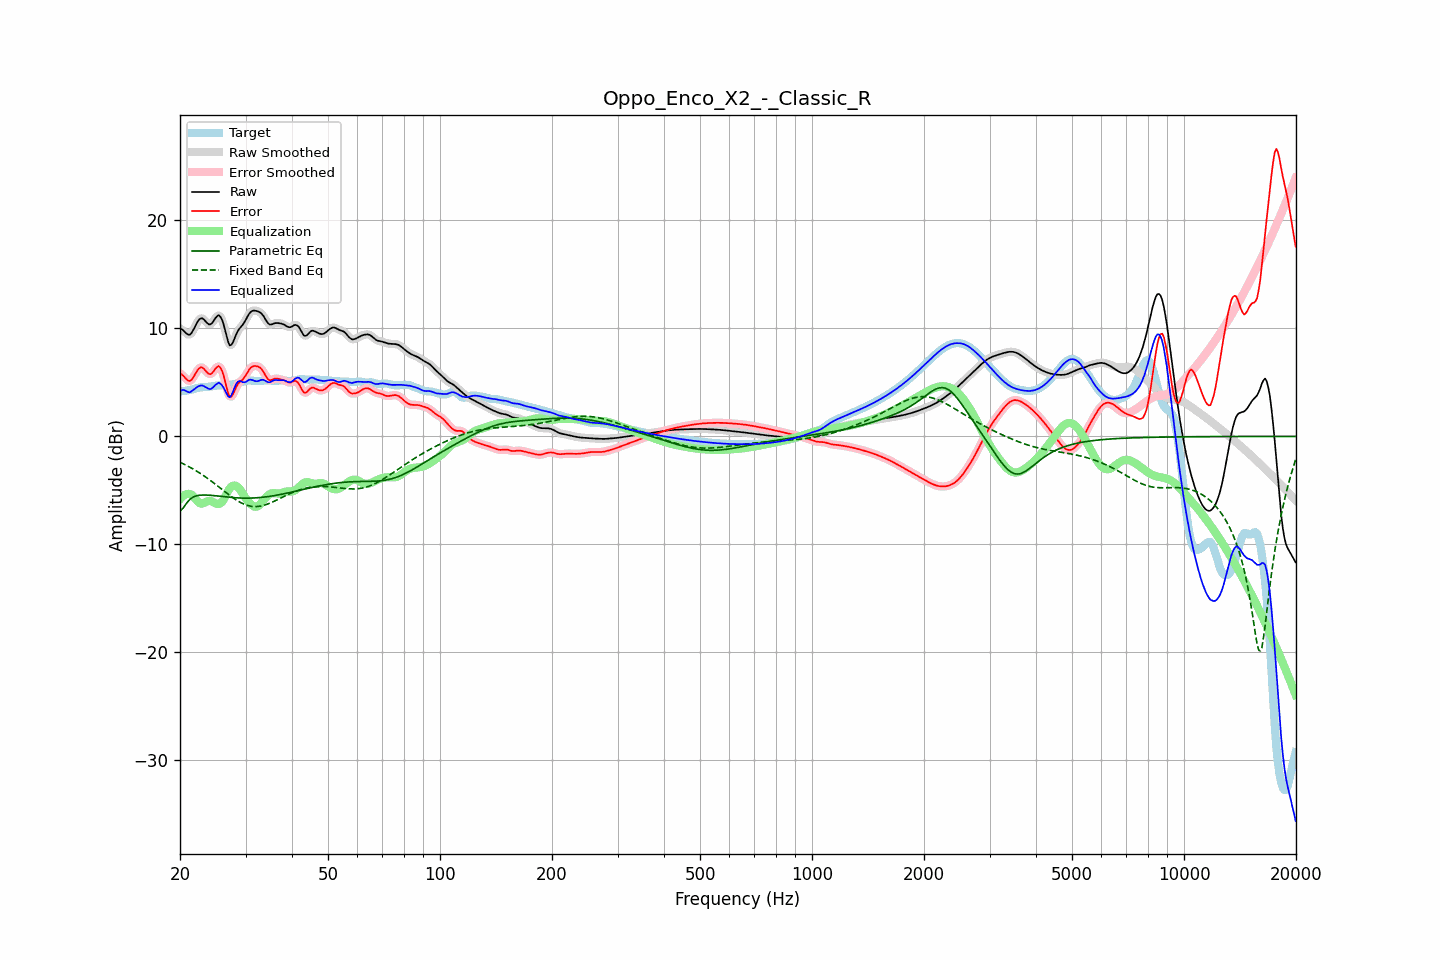 Oppo_Enco_X2_-_Classic_R
Target
Raw Smoothed
Error Smoothed
Raw
Error
Equalization
Parametric Eq
Fixed Band Eq
Equalized
20
10
0
−10
−20
−30
Amplitude (dBr)
20 50 100 200 500 1000 2000 5000 10000 20000
Frequency (Hz)